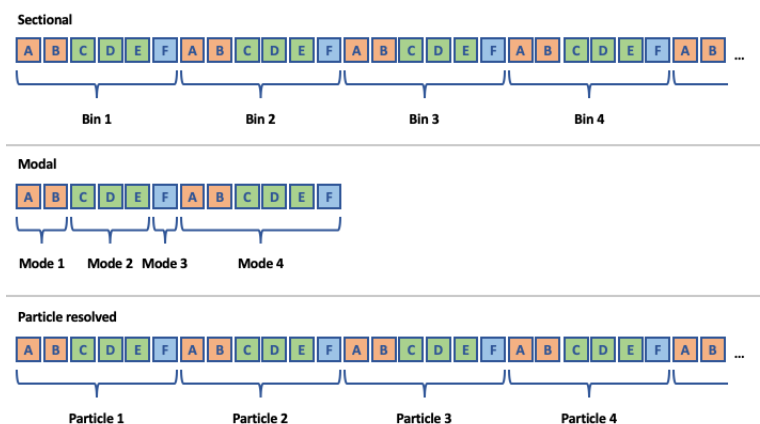 Sectional
A B C D E F A B C D E F A B C D E F A B C D E F A B ...
Bin 1 Bin 2 Bin 3 Bin 4
Modal
A B C D E F A B C D E F
Mode 1 Mode 2 Mode 3 Mode 4
Particle resolved
A B C D E F A B C D E F A B C D E F A B C D E F A B ...
Particle 1 Particle 2 Particle 3 Particle 4